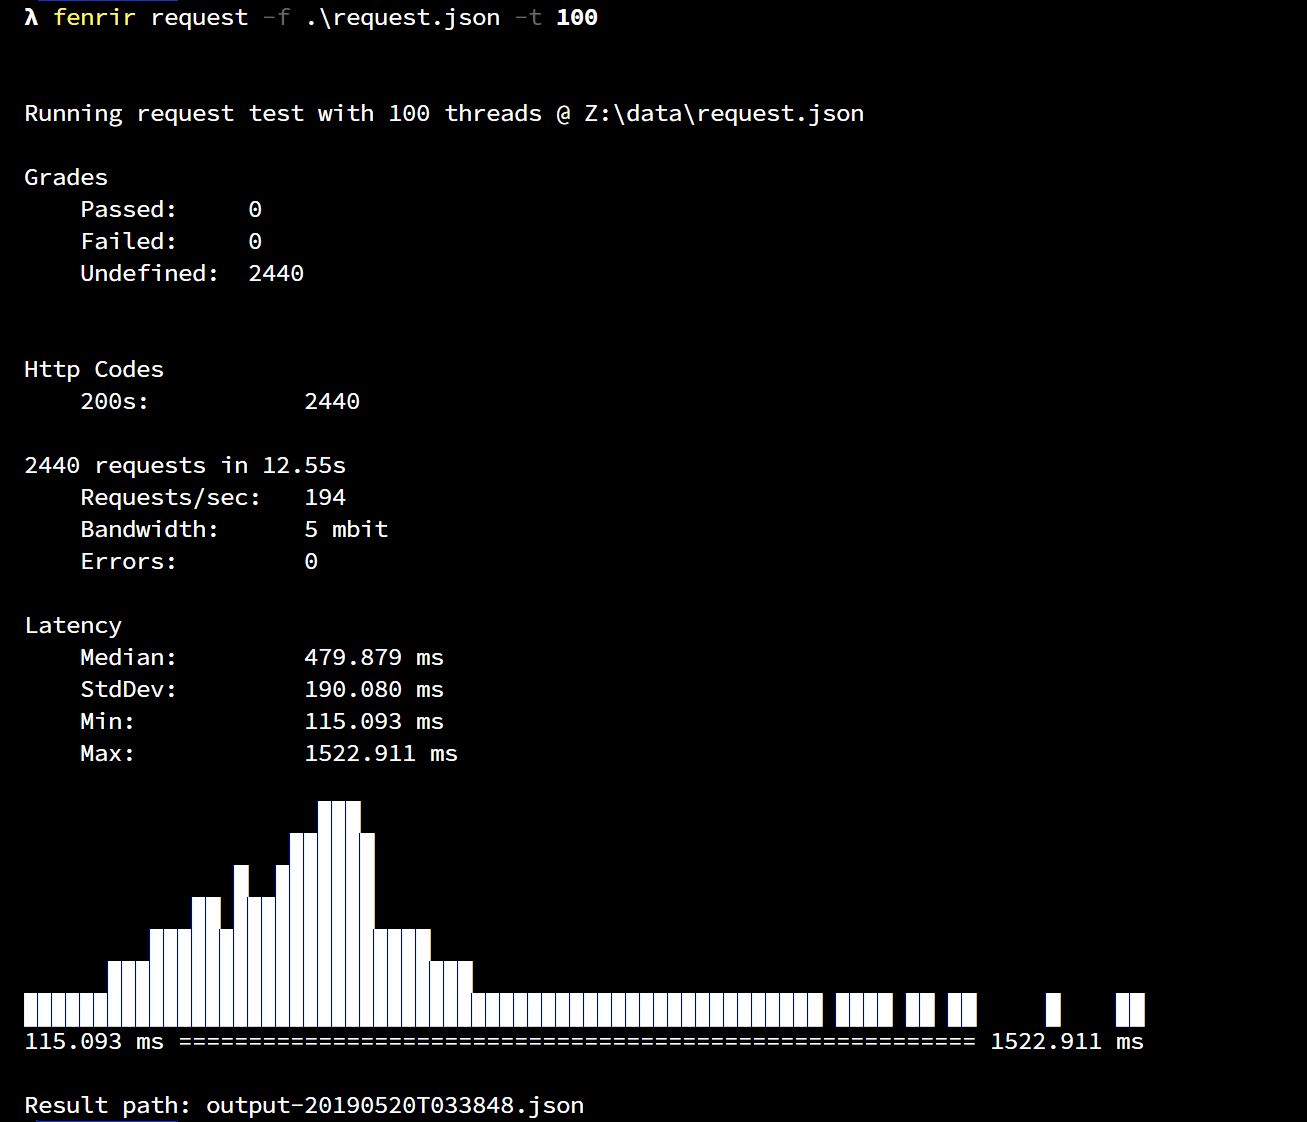 λ fenrir request -f .\request.json -t 100
Running request test with 100 threads @ Z:\data\request.json
Grades
Passed: 0
Failed: 0
Undefined: 2440
Http Codes
200s: 2440
2440 requests in 12.55s
Requests/sec: 194
Bandwidth: 5 mbit
Errors: 0
Latency
Median: 479.879 ms
StdDev: 190.080 ms
Min: 115.093 ms
Max: 1522.911 ms
115.093 ms ========================================================= 1522.911 ms
Result path: output-20190520T033848.json